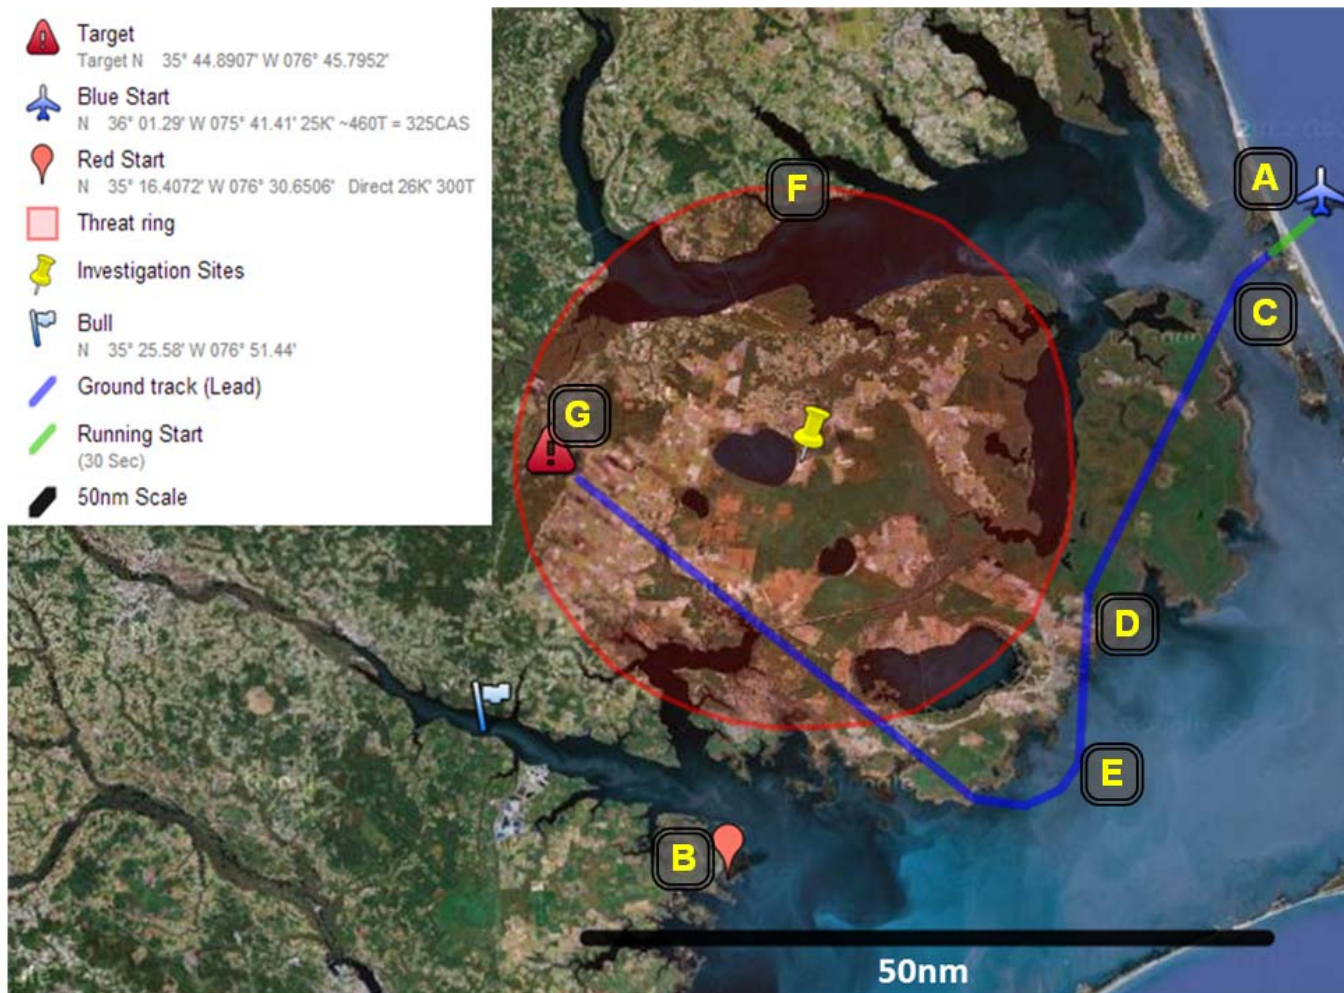 Target
Target N 35° 44.8907' W 076° 45.7952'
Blue Start
N 36° 01.29' W 075° 41.41' 25K' ~460T = 325CAS
Red Start
N 35° 16.4072' W 076° 30.6506' Direct 26K' 300T
Threat ring
Investigation Sites
Bull
N 35° 25.58' W 076° 51.44'
Ground track (Lead)
Running Start
(30 Sec)
50nm Scale
F
A
C
G
D
E
B
50nm